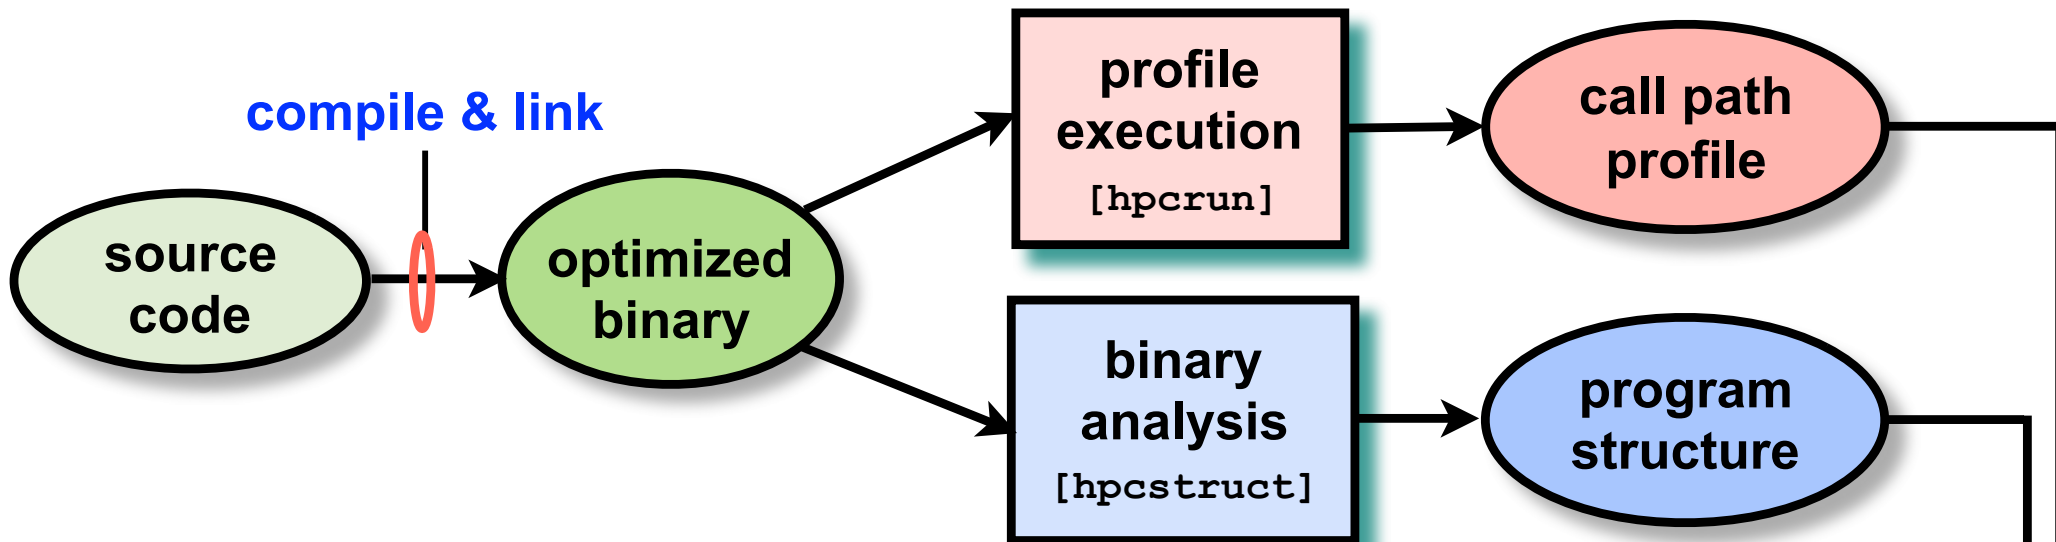 compile & link
source
code
optimized
binary
profile
execution
[hpcrun]
call path
profile
binary
analysis
[hpcstruct]
program
structure